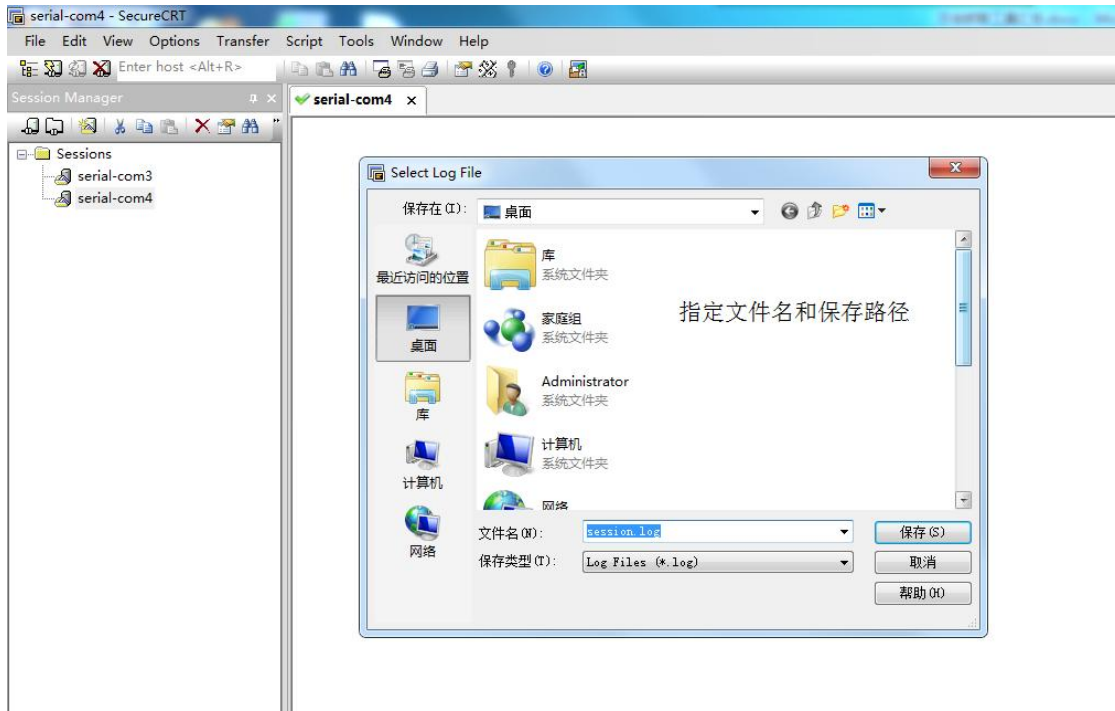 serial-com4 - SecureCRT
File Edit View Options Transfer Script Tools Window Help
Enter host <Alt+R>
Session Manager
serial-com4
Sessions
serial-com3
serial-com4
Select Log File
保存在(I):
桌面
最近访问的位置
桌面
库
计算机
网络
库
系统文件夹
家庭组
系统文件夹
Administrator
系统文件夹
计算机
系统文件夹
网络
指定文件名和保存路径
文件名(N):
session.log
保存(S)
保存类型(T):
Log Files (*.log)
取消
帮助(H)